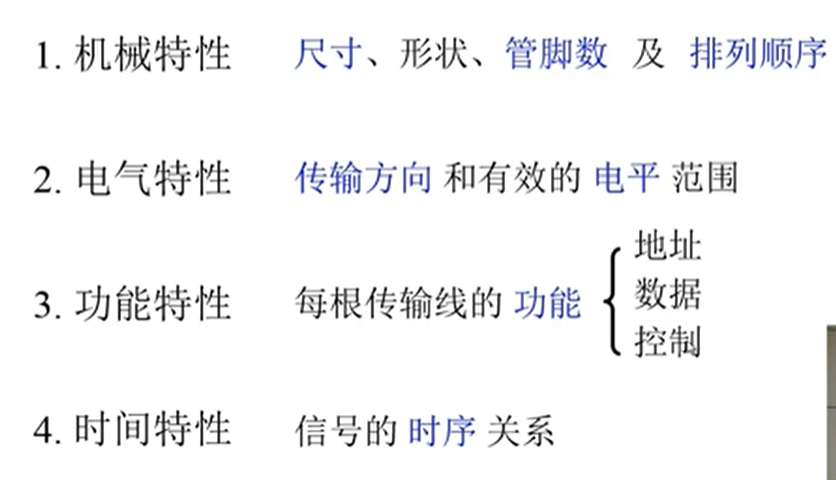 1. 机械特性 尺寸、形状、管脚数 及 排列顺序
2. 电气特性 传输方向 和有效的 电平 范围
3. 功能特性 每根传输线的 功能
地址
数据
控制
4. 时间特性 信号的 时序 关系